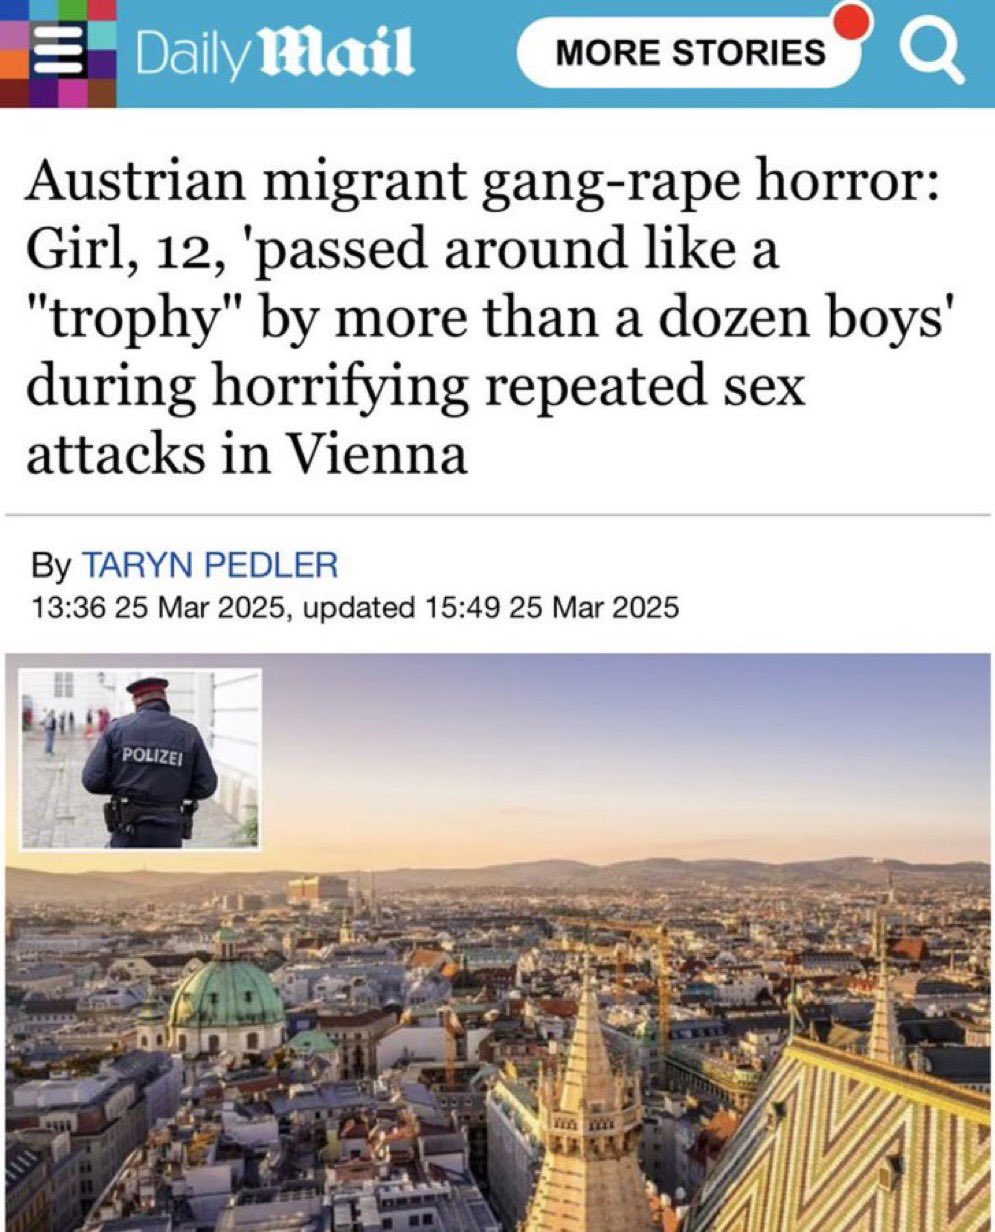 Daily Mail
MORE STORIES
Austrian migrant gang-rape horror:
Girl, 12, 'passed around like a
"trophy" by more than a dozen boys'
during horrifying repeated sex
attacks in Vienna
By TARYN PEDLER
13:36 25 Mar 2025, updated 15:49 25 Mar 2025
POLIZEI